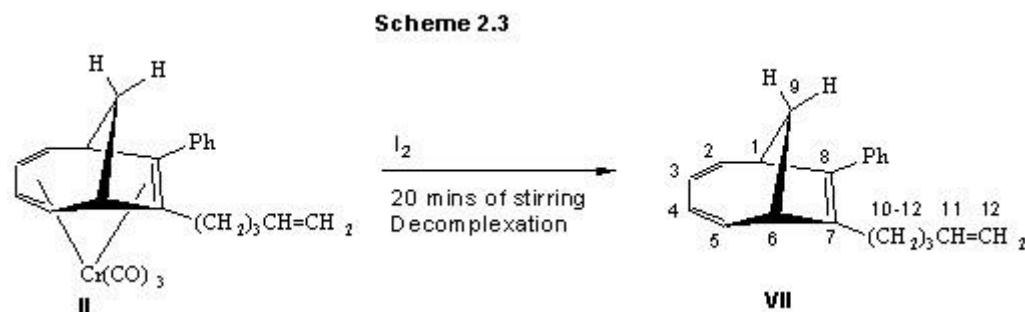 Scheme 2.3
H H
Ph
(CH2)3CH=CH2
Cr(CO)3
II
I2
20 mins of stirring
Decomplexation
H 9 H
1 2 3 4 5 6 7 8
Ph
10-12 11 12
(CH2)3CH=CH2
VII